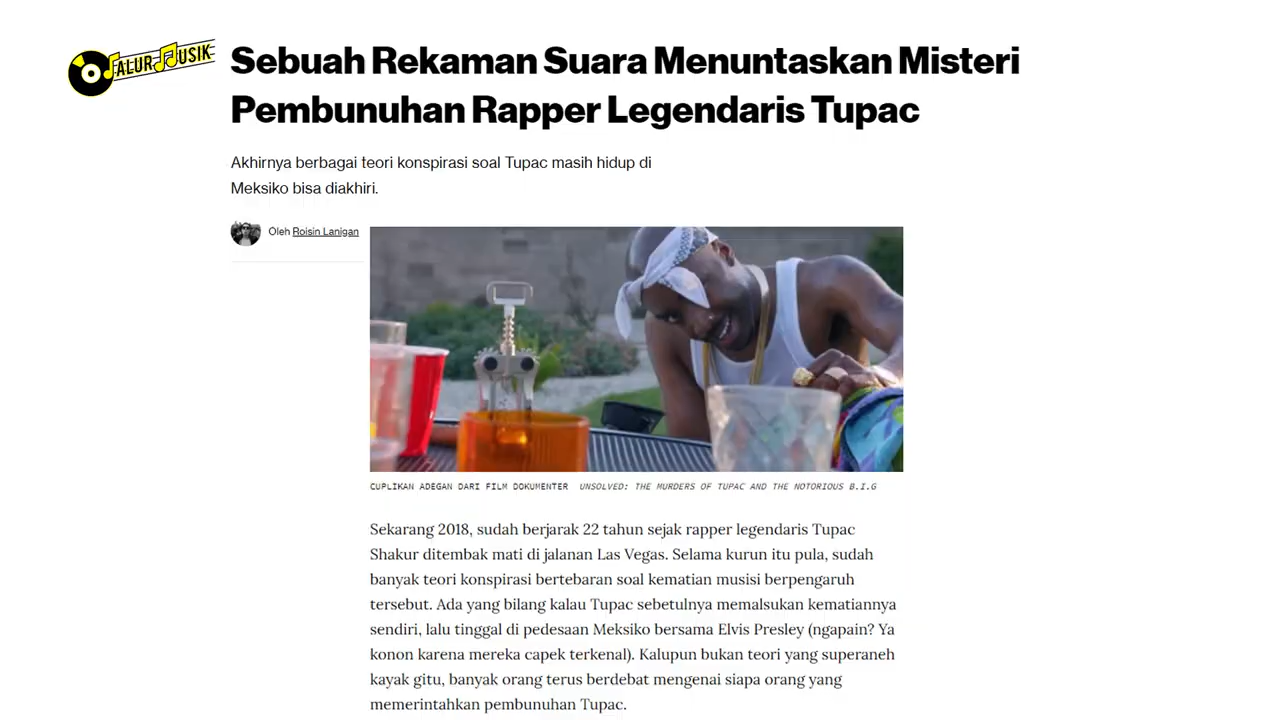 ALUR MUSIK
Sebuah Rekaman Suara Menuntaskan Misteri
Pembunuhan Rapper Legendaris Tupac
Akhirnya berbagai teori konspirasi soal Tupac masih hidup di
Meksiko bisa diakhiri.
Oleh Roisin Lanigan
CUPLIKAN ADEGAN DARI FILM DOKUMENTER UNSOLVED: THE MURDERS OF TUPAC AND THE NOTORIOUS B.I.G
Sekarang 2018, sudah berjarak 22 tahun sejak rapper legendaris Tupac
Shakur ditembak mati di jalanan Las Vegas. Selama kurun itu pula, sudah
banyak teori konspirasi bertebaran soal kematian musisi berpengaruh
tersebut. Ada yang bilang kalau Tupac sebetulnya memalsukan kematiannya
sendiri, lalu tinggal di pedesaan Meksiko bersama Elvis Presley (ngapain? Ya
konon karena mereka capek terkenal). Kalupun bukan teori yang superaneh
kayak gitu, banyak orang terus berdebat mengenai siapa orang yang
memerintahkan pembunuhan Tupac.